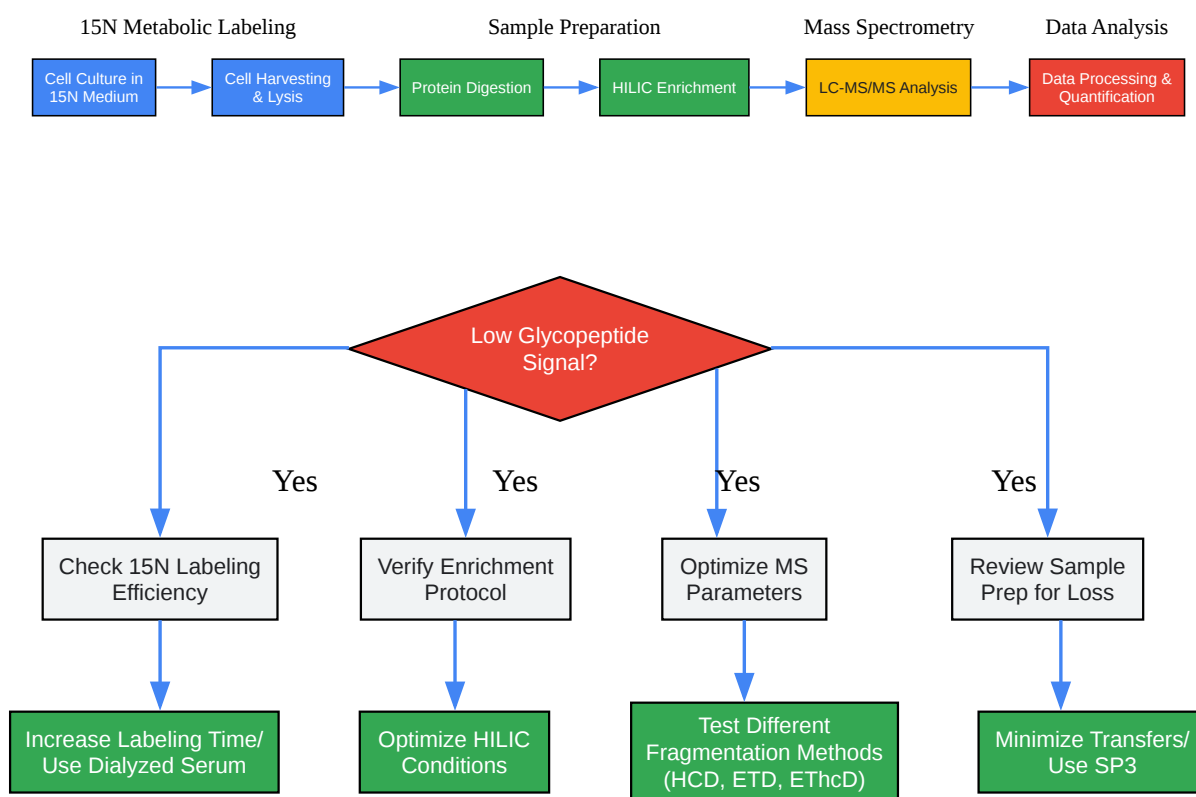 15N Metabolic Labeling
Sample Preparation
Mass Spectrometry
Data Analysis
Cell Culture in
15N Medium
Cell Harvesting
& Lysis
Protein Digestion
HILIC Enrichment
LC-MS/MS Analysis
Data Processing &
Quantification
Low Glycopeptide
Signal?
Yes
Yes
Yes
Yes
Check 15N Labeling
Efficiency
Verify Enrichment
Protocol
Optimize MS
Parameters
Review Sample
Prep for Loss
Increase Labeling Time/
Use Dialyzed Serum
Optimize HILIC
Conditions
Test Different
Fragmentation Methods
(HCD, ETD, EThcD)
Minimize Transfers/
Use SP3